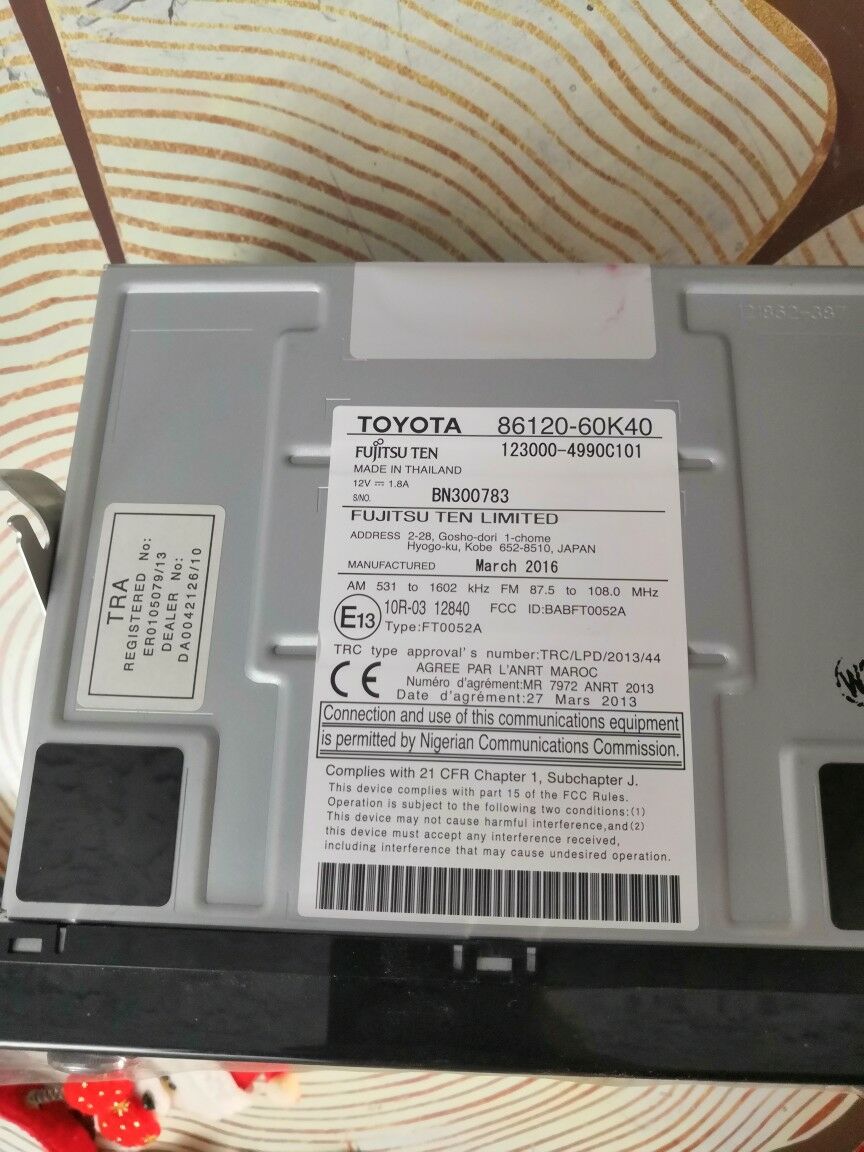 TOYOTA 86120-60K40
FUJITSU TEN 123000-4990C101
MADE IN THAILAND
12V ⎓ 1.8A
S/NO. BN300783
FUJITSU TEN LIMITED
ADDRESS 2-28, Gosho-dori 1-chome
Hyogo-ku, Kobe 652-8510, JAPAN
MANUFACTURED March 2016
AM 531 to 1602 kHz FM 87.5 to 108.0 MHz
E13 10R-03 12840 FCC ID:BABFT0052A
Type:FT0052A
TRC type approval's number:TRC/LPD/2013/44
CE AGREE PAR L'ANRT MAROC
Numéro d'agrément:MR 7972 ANRT 2013
Date d'agrément:27 Mars 2013
Connection and use of this communications equipment
is permitted by Nigerian Communications Commission.
Complies with 21 CFR Chapter 1, Subchapter J.
This device complies with part 15 of the FCC Rules.
Operation is subject to the following two conditions:(1)
This device may not cause harmful interference,and(2)
this device must accept any interference received,
including interference that may cause undesired operation.
TRA
REGISTERED No:
ER0105079/13
DEALER No:
DA0042126/10